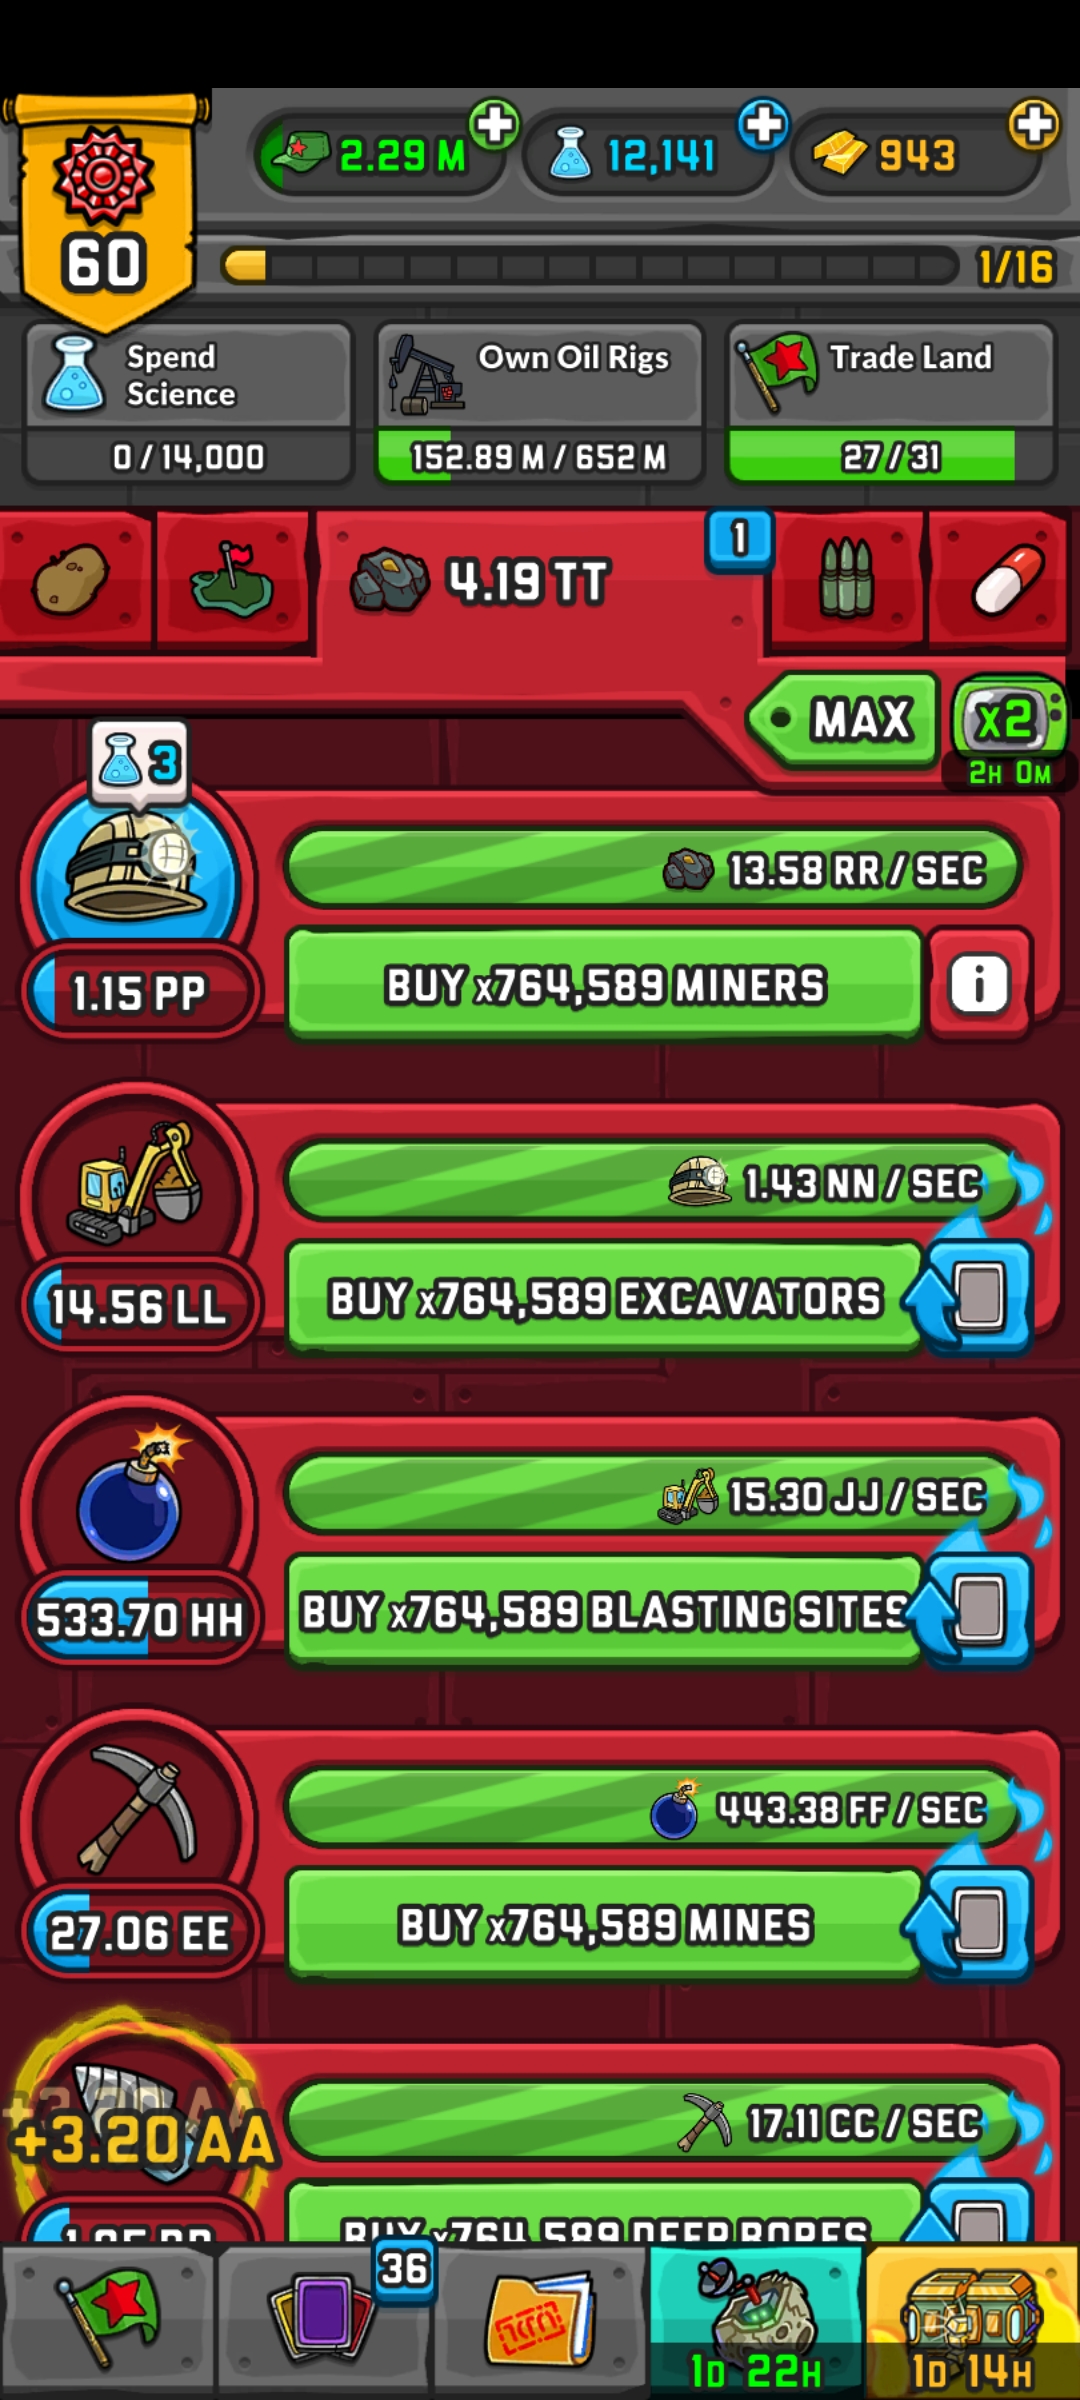 60
2.29 M
12,141
943
1/16
Spend
Science
0 / 14,000
Own Oil Rigs
152.89 M / 652 M
Trade Land
27 / 31
4.19 TT
1
MAX
x2
2H 0M
3
13.58 RR / SEC
1.15 PP
BUY x764,589 MINERS
i
1.43 NN / SEC
14.56 LL
BUY x764,589 EXCAVATORS
15.30 JJ / SEC
533.70 HH
BUY x764,589 BLASTING SITES
443.38 FF / SEC
27.06 EE
BUY x764,589 MINES
+3.20 AA
17.11 CC / SEC
BUY x764,589 DEEP BORES
36
1D 22H
1D 14H